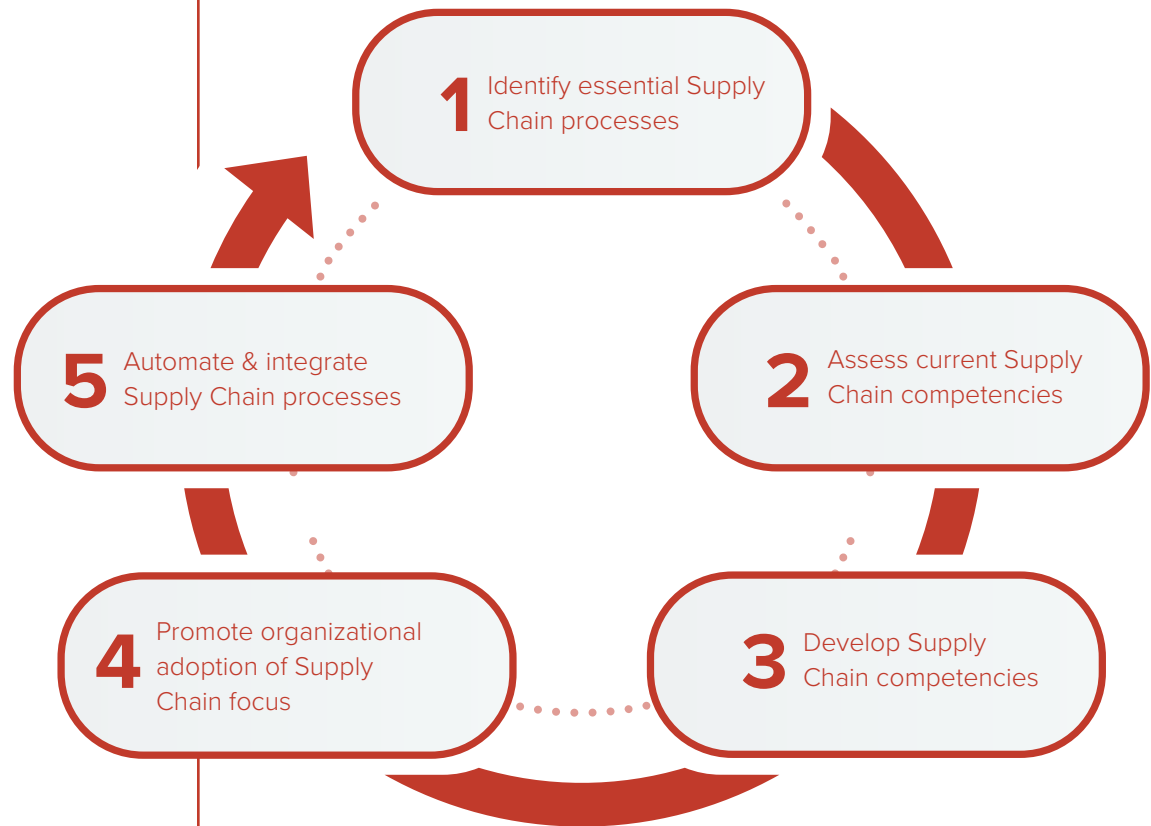 1
Identify essential Supply
Chain processes
2
Assess current Supply
Chain competencies
3
Develop Supply
Chain competencies
4
Promote organizational
adoption of Supply
Chain focus
5
Automate & integrate
Supply Chain processes